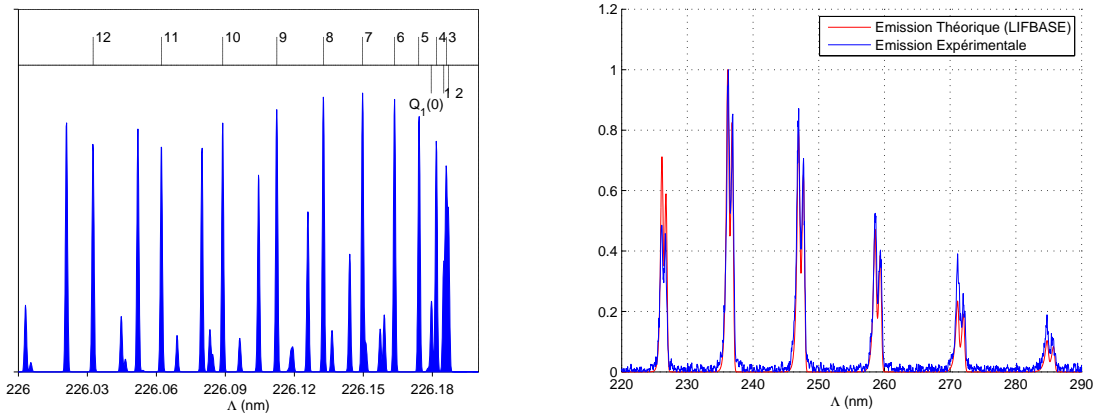 12 11 10 9 8 7 6 5 4 3
Q1(0) 1 2
226 226.03 226.06 226.09 226.12 226.15 226.18
Λ (nm)
1.2
1
0.8
0.6
0.4
0.2
0
Emission Théorique (LIFBASE)
Emission Expérimentale
220 230 240 250 260 270 280 290
Λ (nm)